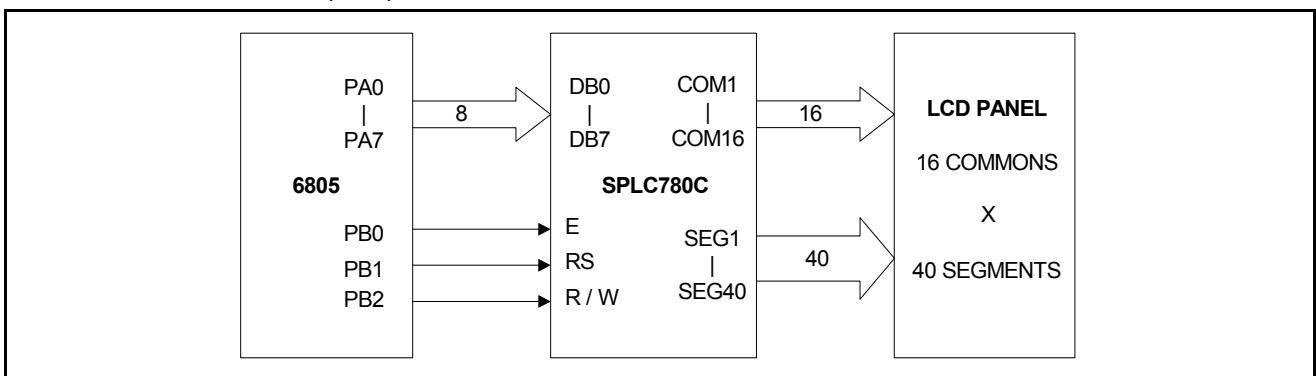 PA0
|
PA7
6805
PB0
PB1
PB2
8
DB0
|
DB7
COM1
|
COM16
SPLC780C
E
RS
R / W
SEG1
|
SEG40
16
40
LCD PANEL
16 COMMONS
X
40 SEGMENTS